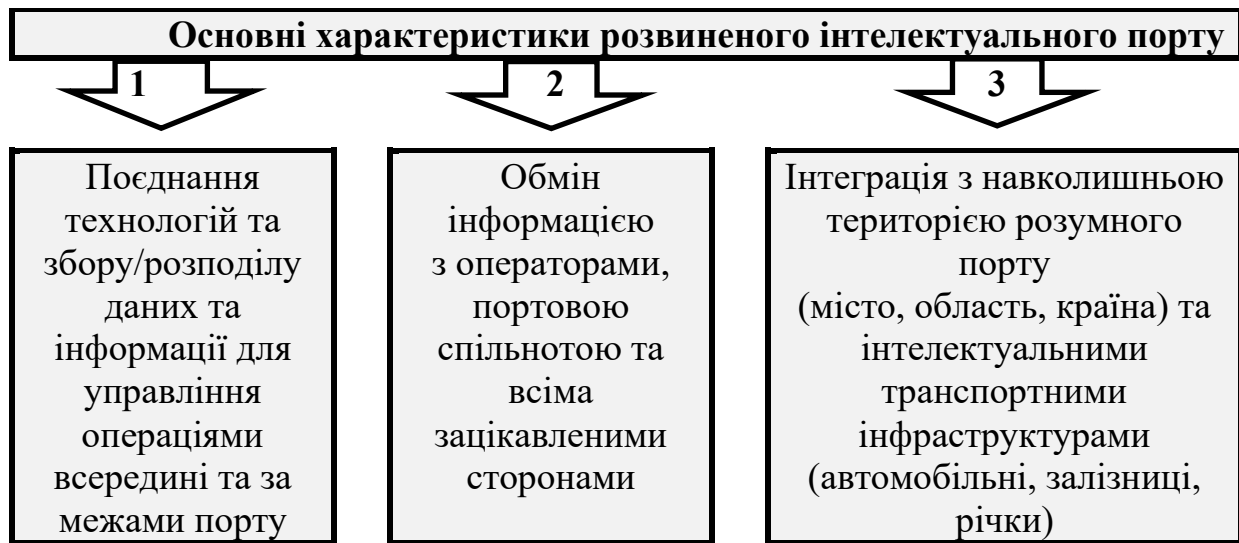 Основні характеристики розвиненого інтелектуального порту
1
2
3
Поєднання
технологій та
збору/розподілу
даних та
інформації для
управління
операціями
всередині та за
межами порту
Обмін
інформацією
з операторами,
портовою
спільнотою та
всіма
зацікавленими
сторонами
Інтеграція з навколишньою
територією розумного
порту
(місто, область, країна) та
інтелектуальними
транспортними
інфраструктурами
(автомобільні, залізниці,
річки)